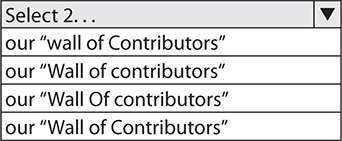 Select 2. . .
our “wall of Contributors”
our “Wall of contributors”
our “Wall Of contributors”
our “Wall of Contributors”